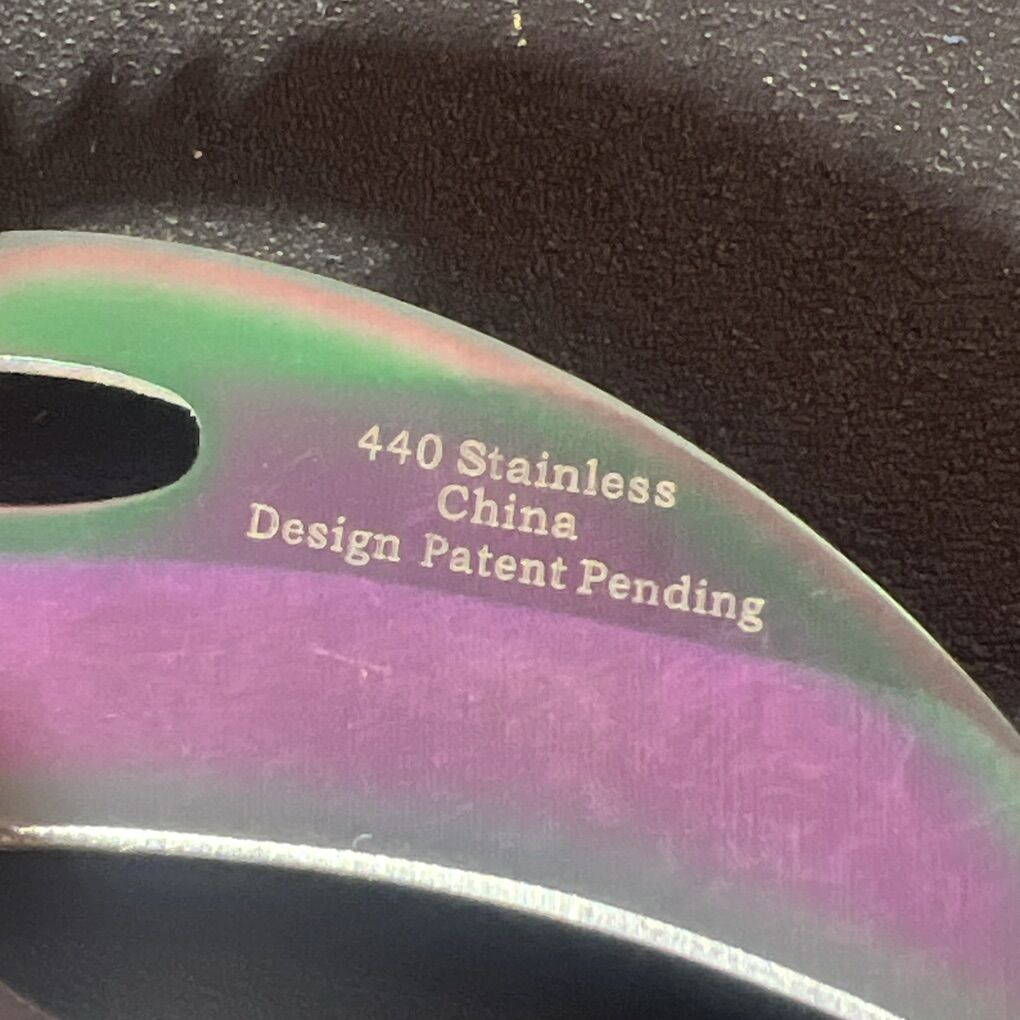 440 Stainless
China
Design Patent Pending